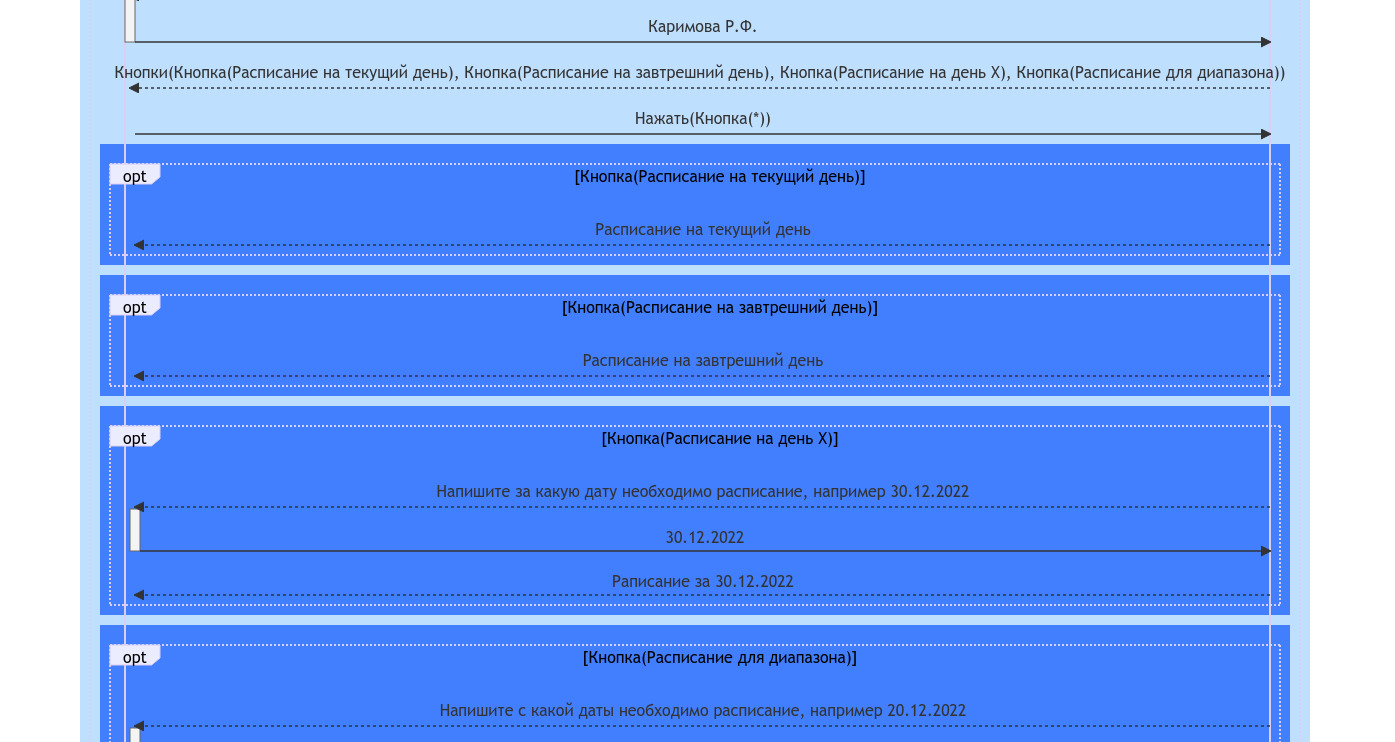 Каримова Р.Ф.
Кнопки(Кнопка(Расписание на текущий день), Кнопка(Расписание на завтрешний день), Кнопка(Расписание на день X), Кнопка(Расписание для диапазона))
Нажать(Кнопка(*))
opt [Кнопка(Расписание на текущий день)]
Расписание на текущий день
opt [Кнопка(Расписание на завтрешний день)]
Расписание на завтрешний день
opt [Кнопка(Расписание на день X)]
Напишите за какую дату необходимо расписание, например 30.12.2022
30.12.2022
Раписание за 30.12.2022
opt [Кнопка(Расписание для диапазона)]
Напишите с какой даты необходимо расписание, например 20.12.2022